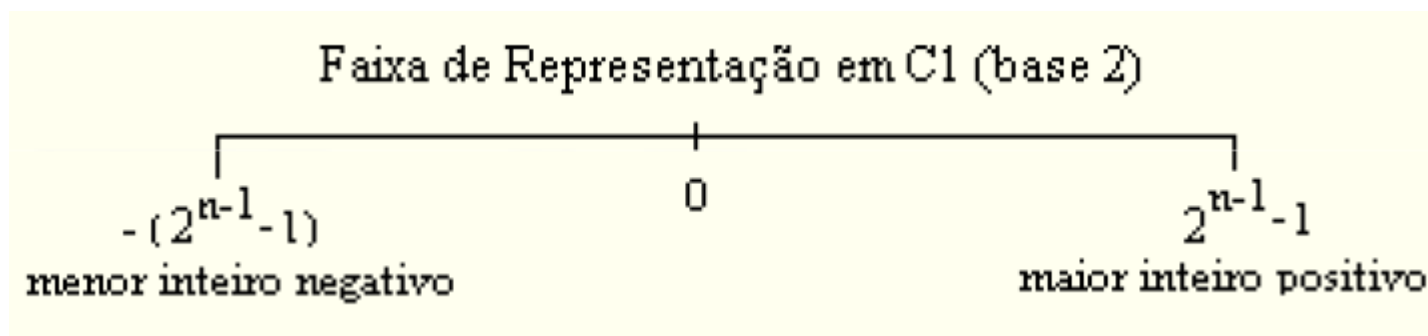 Faixa de Representação em C1 (base 2)
0
-(2^n-1-1)
2^n-1-1
menor inteiro negativo
maior inteiro positivo